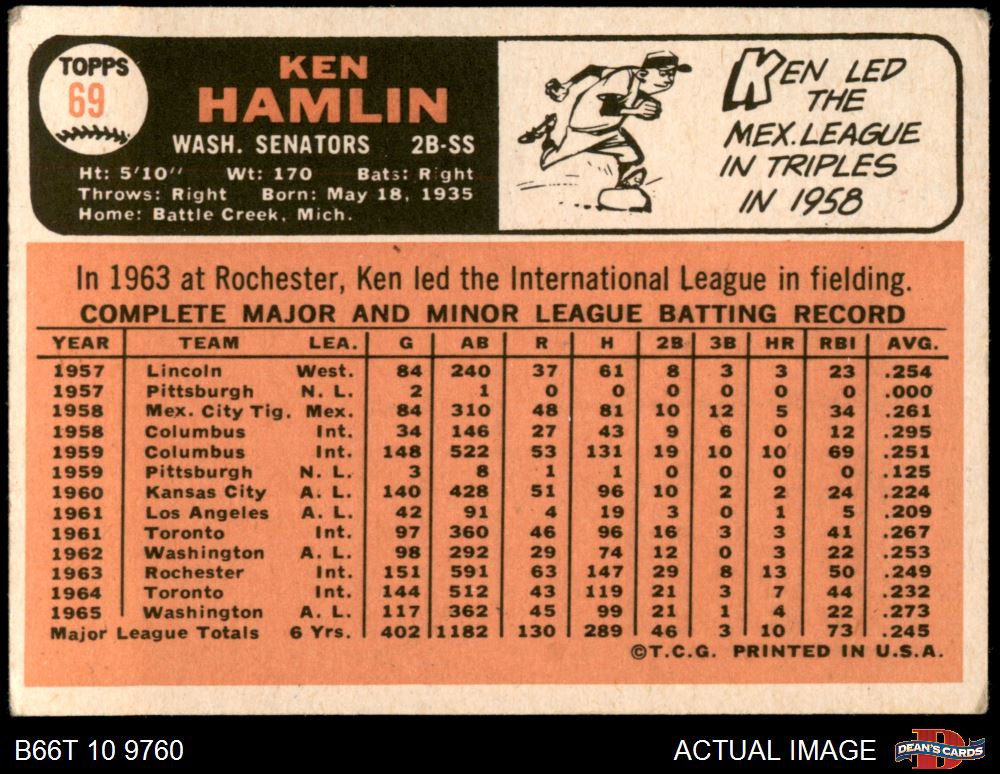 TOPPS
69
KEN
HAMLIN
WASH. SENATORS 2B-SS
Ht: 5'10" Wt: 170 Bats: Right
Throws: Right Born: May 18, 1935
Home: Battle Creek, Mich.
KEN LED
THE
MEX. LEAGUE
IN TRIPLES
IN 1958
In 1963 at Rochester, Ken led the International League in fielding.
COMPLETE MAJOR AND MINOR LEAGUE BATTING RECORD
YEAR TEAM LEA. G AB R H 2B 3B HR RBI AVG.
1957 Lincoln West. 84 240 37 61 8 3 3 23 .254
1957 Pittsburgh N. L. 2 1 0 0 0 0 0 0 .000
1958 Mex. City Tig. Mex. 84 310 48 81 10 12 5 34 .261
1958 Columbus Int. 34 146 27 43 9 6 0 12 .295
1959 Columbus Int. 148 522 53 131 19 10 10 69 .251
1959 Pittsburgh N. L. 3 8 1 1 0 0 0 0 .125
1960 Kansas City A. L. 140 428 51 96 10 2 2 24 .224
1961 Los Angeles A. L. 42 91 4 19 3 0 1 5 .209
1961 Toronto Int. 97 360 46 96 16 3 3 41 .267
1962 Washington A. L. 98 292 29 74 12 0 3 22 .253
1963 Rochester Int. 151 591 63 147 29 8 13 50 .249
1964 Toronto Int. 144 512 43 119 21 3 7 44 .232
1965 Washington A. L. 117 362 45 99 21 1 4 22 .273
Major League Totals 6 Yrs. 402 1182 130 289 46 3 10 73 .245
©T.C.G. PRINTED IN U.S.A.
B66T 10 9760
ACTUAL IMAGE
D
DEAN'S CARDS